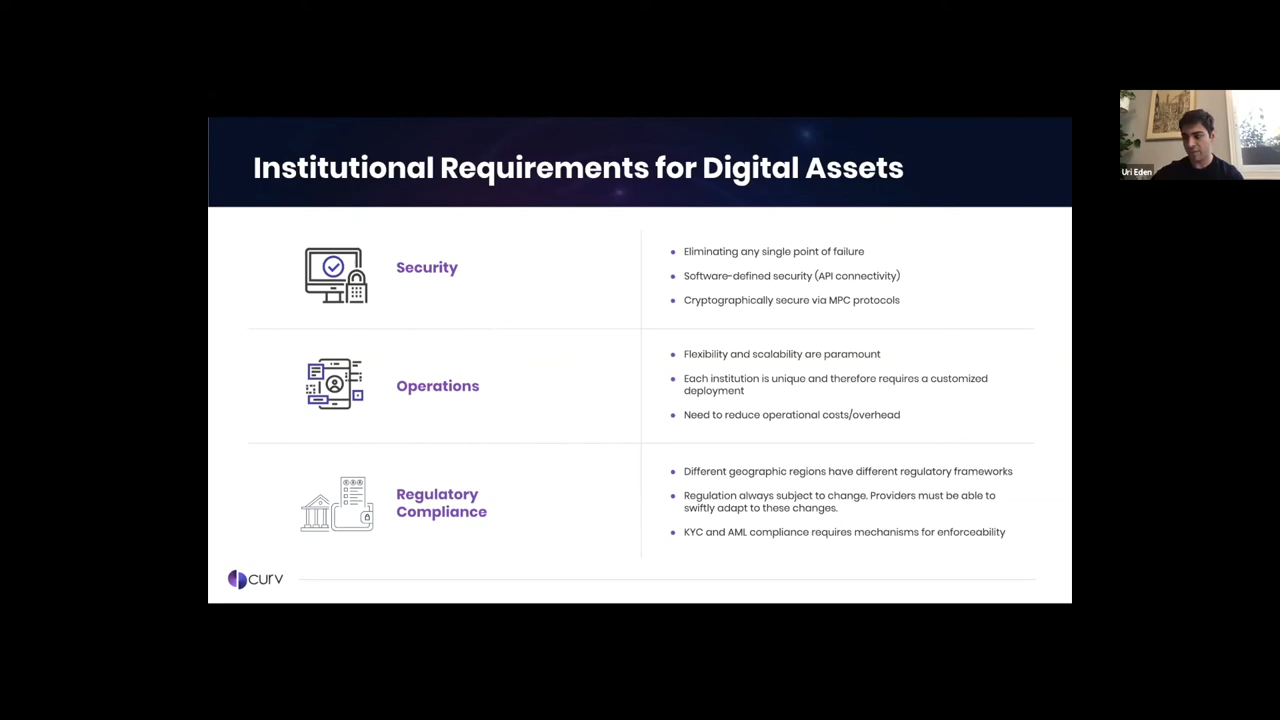 Institutional Requirements for Digital Assets
Uri Eden
Security
Eliminating any single point of failure
Software-defined security (API connectivity)
Cryptographically secure via MPC protocols
Operations
Flexibility and scalability are paramount
Each institution is unique and therefore requires a customized
deployment
Need to reduce operational costs/overhead
Regulatory
Compliance
Different geographic regions have different regulatory frameworks
Regulation always subject to change. Providers must be able to
swiftly adapt to these changes.
KYC and AML compliance requires mechanisms for enforceability
curv